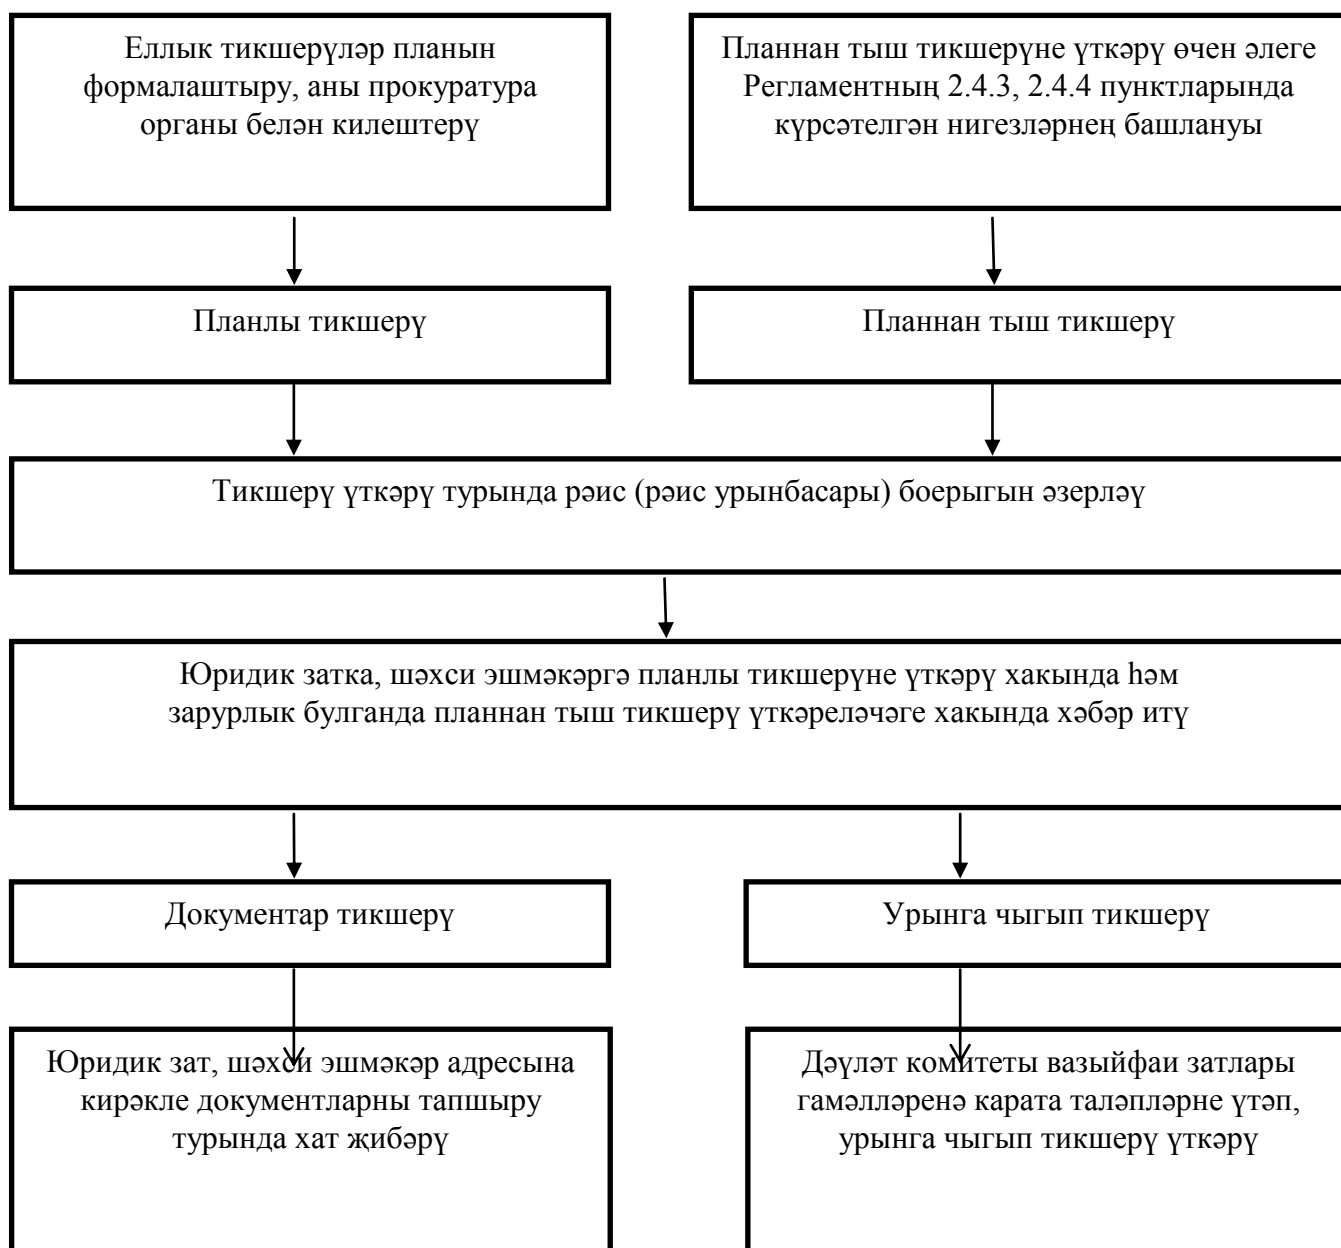 Еллык тикшерүләр планын
формалаштыру, аны прокуратура
органы белән килештерү
Планнан тыш тикшерүне үткәрү өчен әлеге
Регламентның 2.4.3, 2.4.4 пунктларында
күрсәтелгән нигезләрнең башлануы
Планлы тикшерү
Планнан тыш тикшерү
Тикшерү үткәрү турында рәис (рәис урынбасары) боерыгын әзерләү
Юридик затка, шәхси эшмәкәргә планлы тикшерүне үткәрү хакында һәм
зарурлык булганда планнан тыш тикшерү үткәреләчәге хакында хәбәр итү
Документар тикшерү
Урынга чыгып тикшерү
Юридик зат, шәхси эшмәкәр адресына
кирәкле документларны тапшыру
турында хат җибәрү
Дәүләт комитеты вазыйфаи затлары
гамәлләренә карата таләпләрне үтәп,
урынга чыгып тикшерү үткәрү